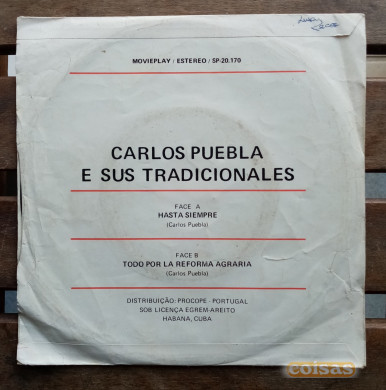 MOVIEPLAY / ESTEREO / SP-20.170
CARLOS PUEBLA
E SUS TRADICIONALES
FACE A
HASTA SIEMPRE
(Carlos Puebla)
FACE B
TODO POR LA REFORMA AGRARIA
(Carlos Puebla)
DISTRIBUIÇÃO: PROCOPE - PORTUGAL
SOB LICENÇA EGREM-AREITO
HABANA, CUBA
coisas